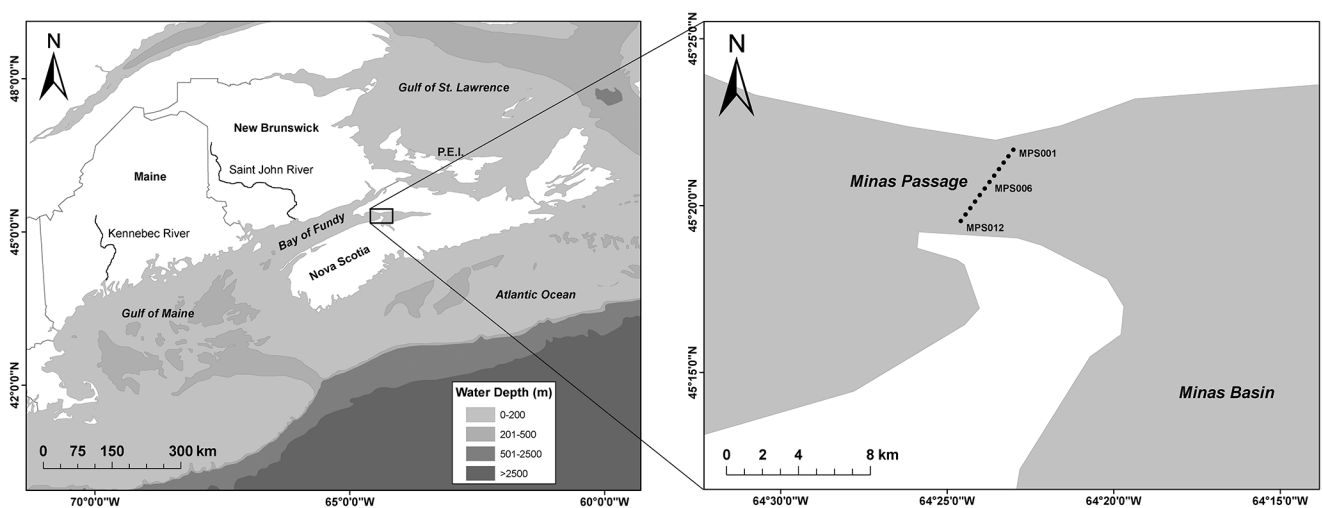 N
Gulf of St. Lawrence
New Brunswick
P.E.I.
Saint John River
Maine
Kennebec River
Bay of Fundy
Nova Scotia
Gulf of Maine
Atlantic Ocean
Water Depth (m)
0-200
201-500
501-2500
>2500
0 75 150 300 km
48°0'0"N
45°0'0"N
42°0'0"N
70°0'0"W 65°0'0"W 60°0'0"W
N
MPS001
Minas Passage
MPS006
MPS012
Minas Basin
0 2 4 8 km
45°25'0"N
45°20'0"N
45°15'0"N
64°30'0"W 64°25'0"W 64°20'0"W 64°15'0"W